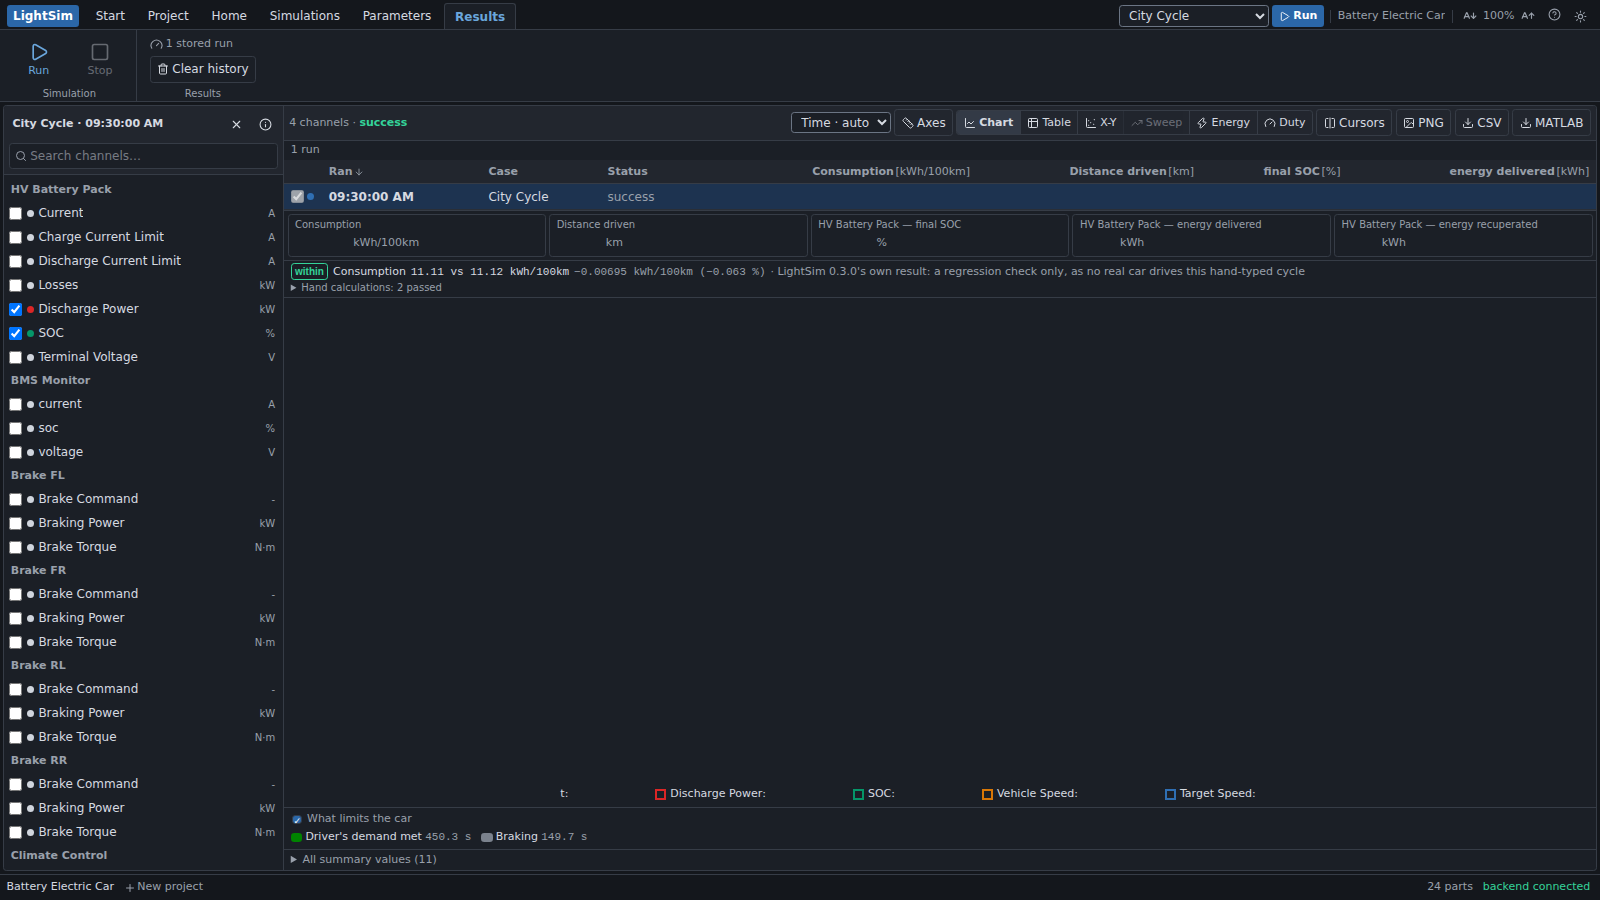 LightSim Start Project Home Simulations Parameters Results City Cycle Run Battery Electric Car A 100% A
Run Stop
Simulation
1 stored run
Clear history
Results
City Cycle · 09:30:00 AM
Search channels…
HV Battery Pack
Current A
Charge Current Limit A
Discharge Current Limit A
Losses kW
Discharge Power kW
SOC %
Terminal Voltage V
BMS Monitor
current A
soc %
voltage V
Brake FL
Brake Command -
Braking Power kW
Brake Torque N·m
Brake FR
Brake Command -
Braking Power kW
Brake Torque N·m
Brake RL
Brake Command -
Braking Power kW
Brake Torque N·m
Brake RR
Brake Command -
Braking Power kW
Brake Torque N·m
Climate Control
4 channels · success Time · auto Axes Chart Table X-Y Sweep Energy Duty Cursors PNG CSV MATLAB
1 run
Ran Case Status Consumption [kWh/100km] Distance driven [km] final SOC [%] energy delivered [kWh]
09:30:00 AM City Cycle success
Consumption Distance driven HV Battery Pack — final SOC HV Battery Pack — energy delivered HV Battery Pack — energy recuperated
kWh/100km km % kWh kWh
within Consumption 11.11 vs 11.12 kWh/100km −0.00695 kWh/100km (−0.063 %) · LightSim 0.3.0's own result: a regression check only, as no real car drives this hand-typed cycle
Hand calculations: 2 passed
t: Discharge Power: SOC: Vehicle Speed: Target Speed:
What limits the car
Driver's demand met 450.3 s Braking 149.7 s
All summary values (11)
Battery Electric Car New project 24 parts backend connected